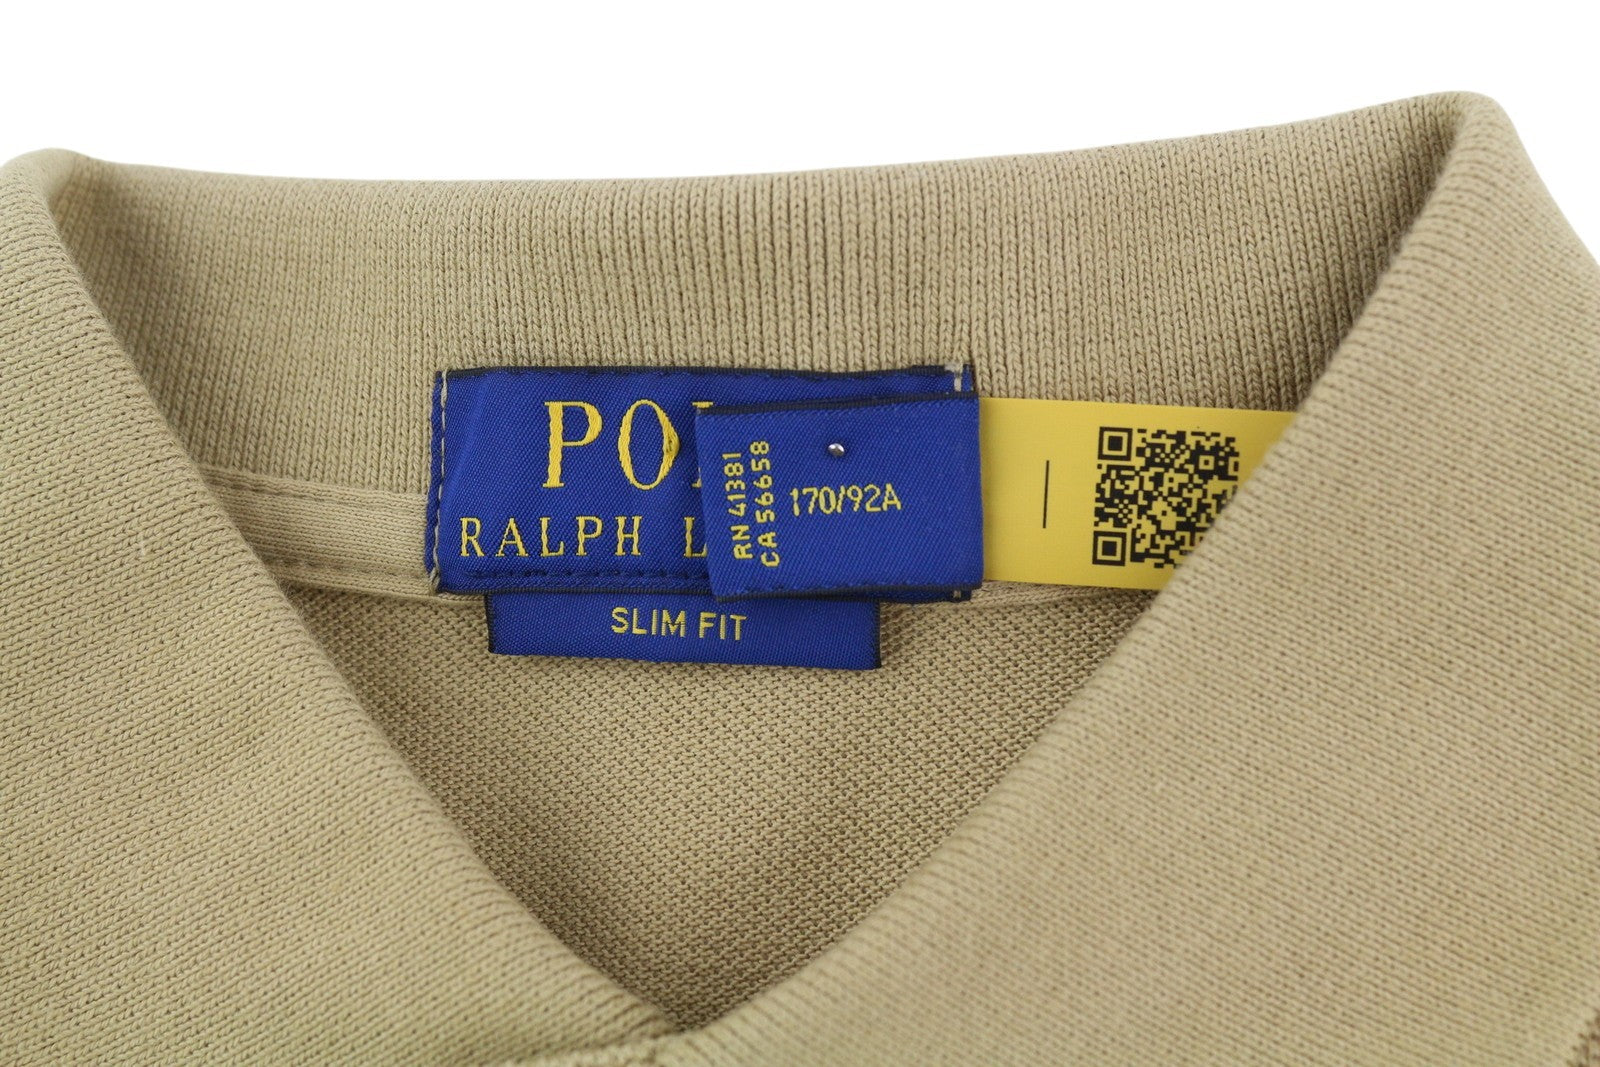 PO
RALPH L
SLIM FIT
RN 41381
CA 56658
170/92A